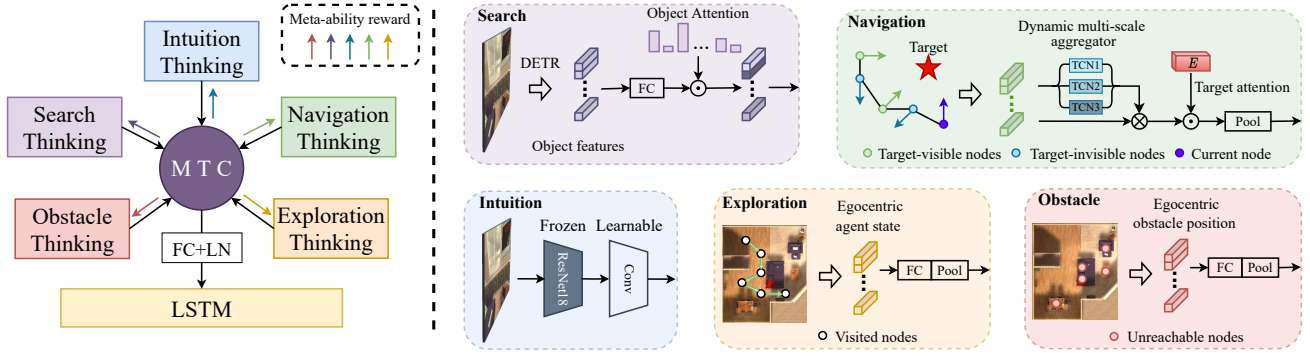 Meta-ability reward
Intuition
Thinking
Search
Thinking
Navigation
Thinking
M T C
Obstacle
Thinking
Exploration
Thinking
FC+LN
LSTM
Search
Object Attention
DETR
FC
...
Object features
Navigation
Target
Dynamic multi-scale
aggregator
TCN1
TCN2
TCN3
E
Target attention
Pool
Target-visible nodes
Target-invisible nodes
Current node
Intuition
Frozen
Learnable
ResNet18
Conv
Exploration
Egocentric
agent state
FC
Pool
Visited nodes
Obstacle
Egocentric
obstacle position
FC
Pool
Unreachable nodes